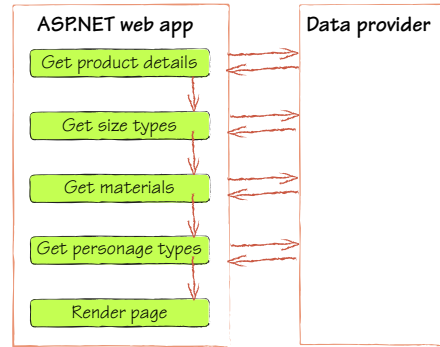 ASP.NET web app
Data provider
Get product details
Get size types
Get materials
Get personage types
Render page